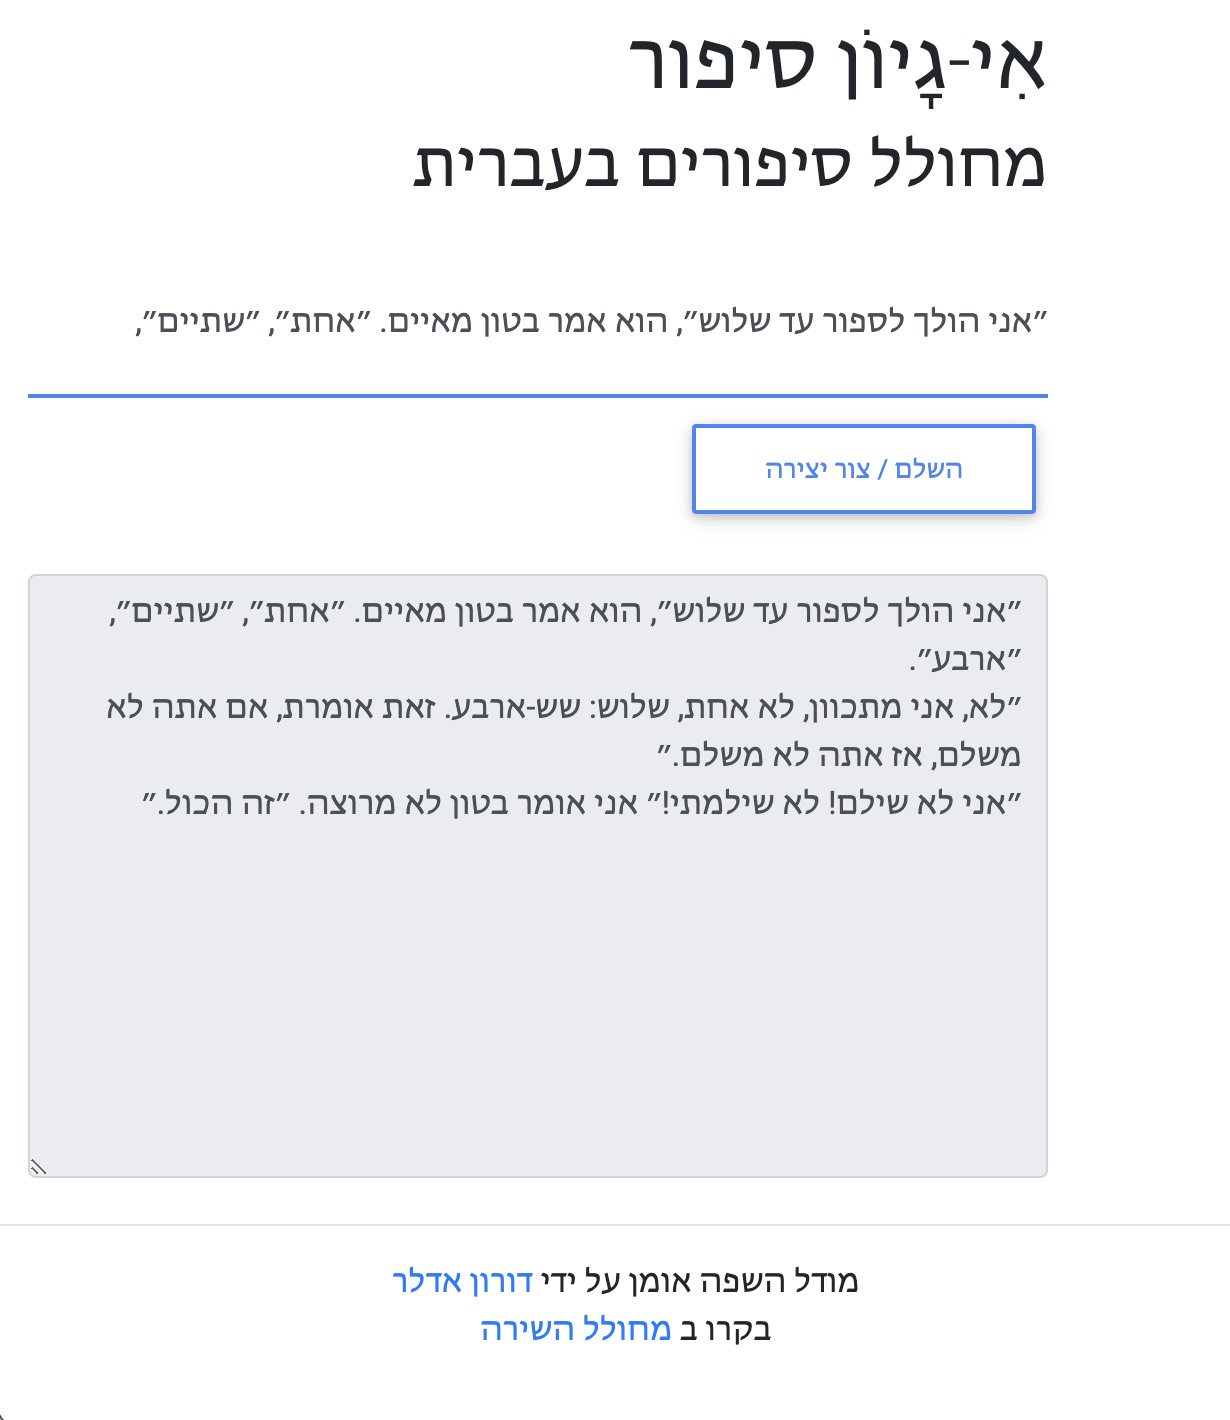 אִי-גָיוֹן סיפור
מחולל סיפורים בעברית
״אני הולך לספור עד שלוש״, הוא אמר בטון מאיים. ״אחת״, ״שתיים״,
השלם / צור יצירה
״אני הולך לספור עד שלוש״, הוא אמר בטון מאיים. ״אחת״, ״שתיים״,
״ארבע״.
״לא, אני מתכוון, לא אחת, שלוש: שש-ארבע. זאת אומרת, אם אתה לא
משלם, אז אתה לא משלם.״
״אני לא שילם! לא שילמתי!״ אני אומר בטון לא מרוצה. ״זה הכול.״
מודל השפה אומן על ידי דורון אדלר
בקרו ב מחולל השירה